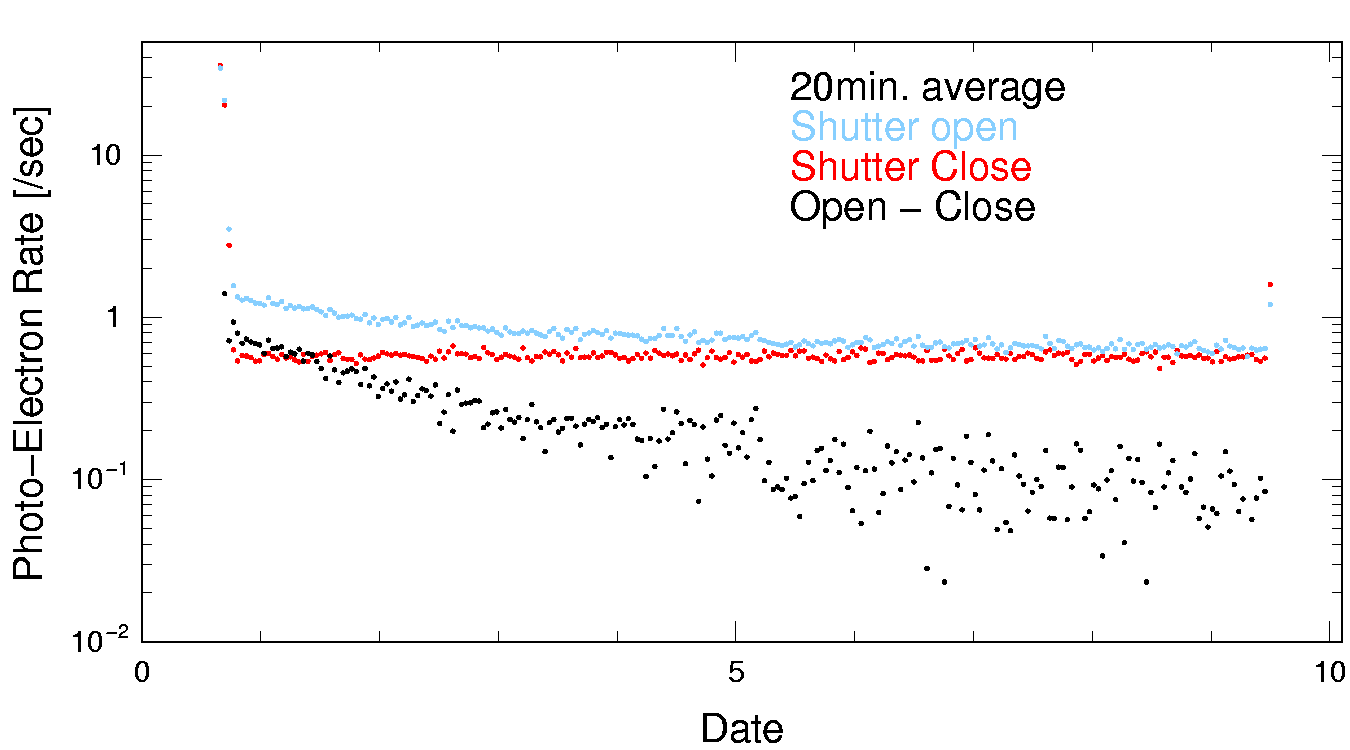 20min. average
Shutter open
Shutter Close
Open − Close
Photo−Electron Rate [/sec]
10
1
10⁻¹
10⁻²
0
5
10
Date